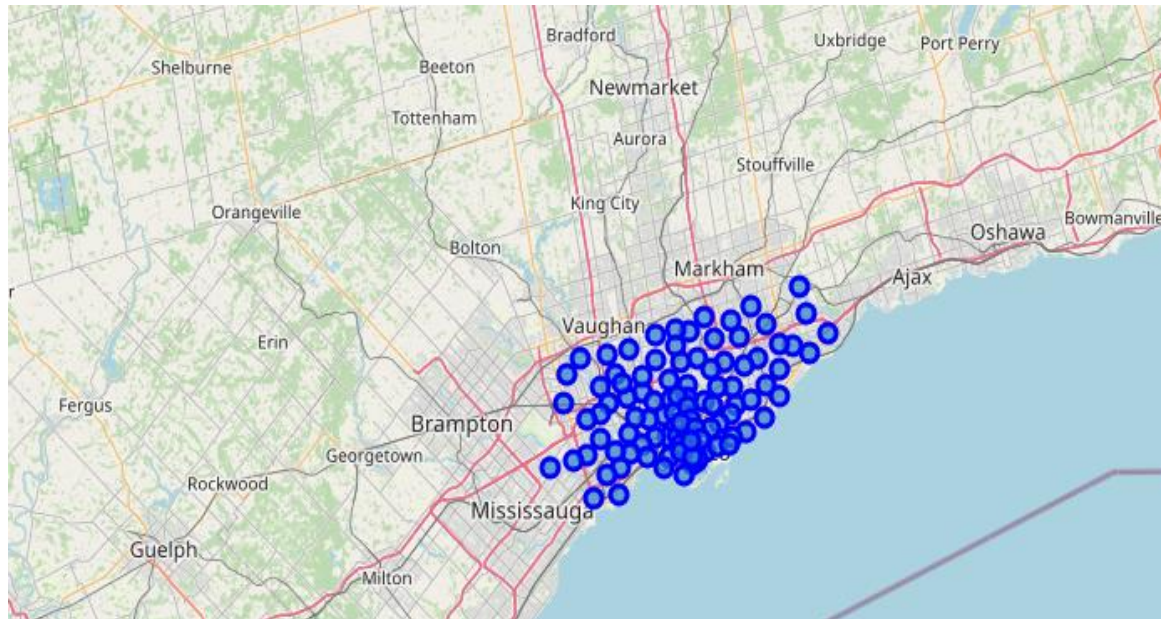 Bradford
Uxbridge
Port Perry
Shelburne
Beeton
Newmarket
Tottenham
Aurora
Stouffville
King City
Orangeville
Bowmanville
Oshawa
Bolton
Markham
Ajax
r
Vaughan
Erin
Fergus
Brampton
Georgetown
Rockwood
Mississauga
Guelph
Milton